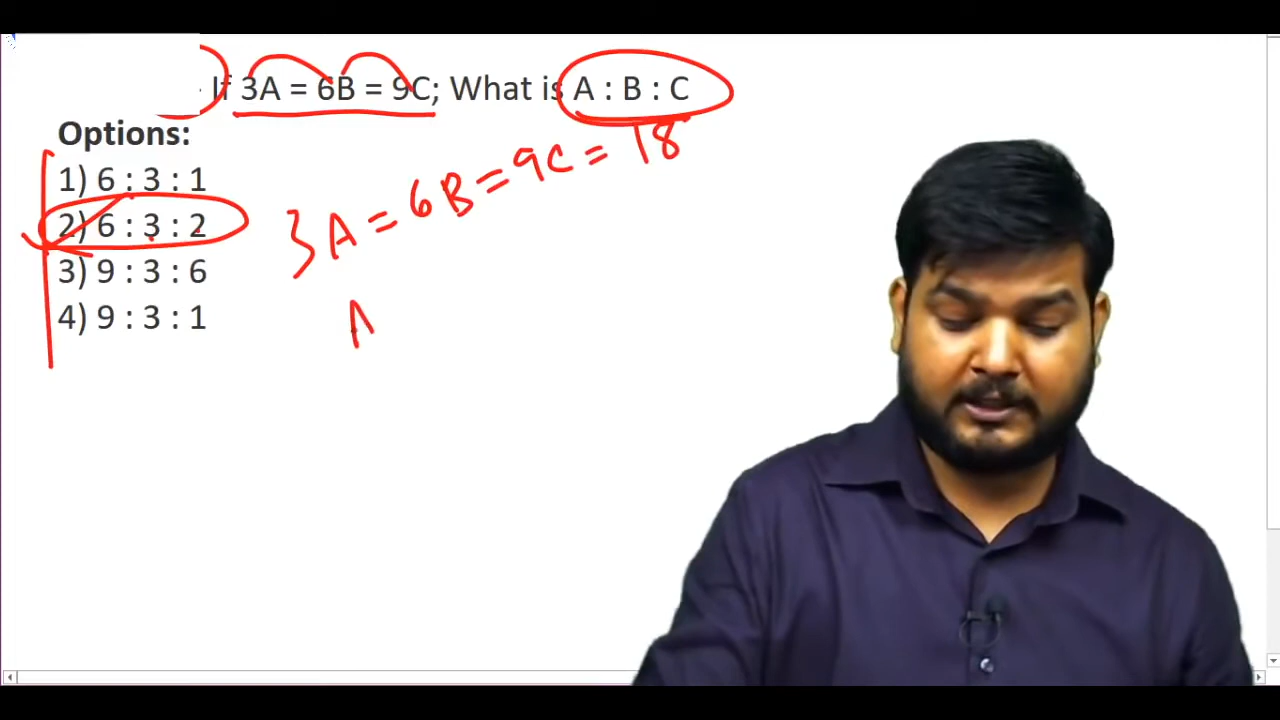 If 3A = 6B = 9C; What is A : B : C
Options:
1) 6 : 3 : 1
2) 6 : 3 : 2
3) 9 : 3 : 6
4) 9 : 3 : 1
3A = 6B = 9C = 18
A